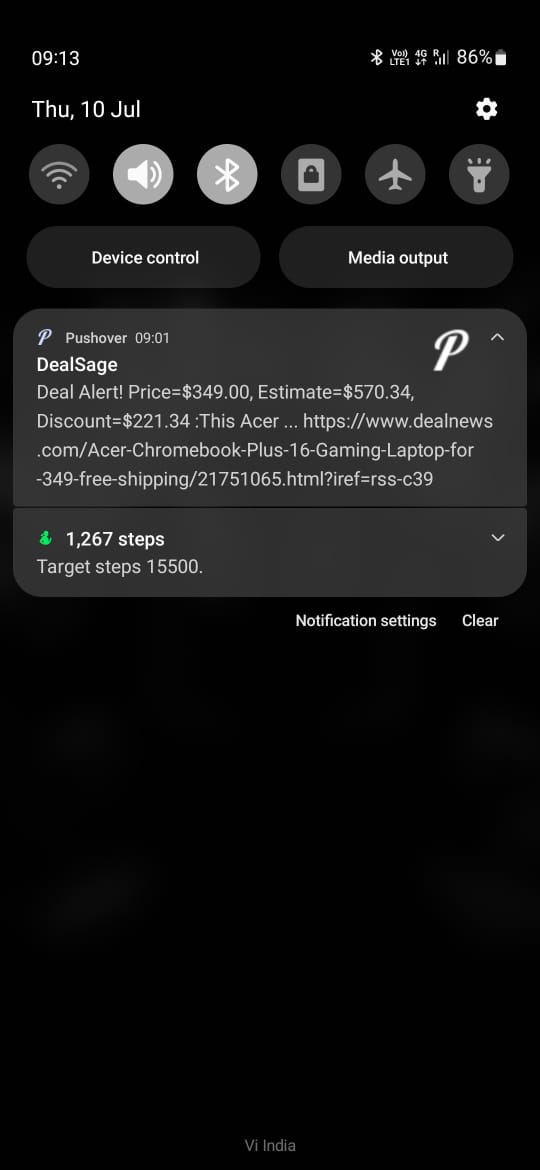 09:13
Vo)) LTE1 4G R 86%
Thu, 10 Jul
Device control
Media output
Pushover 09:01
DealSage
Deal Alert! Price=$349.00, Estimate=$570.34,
Discount=$221.34 :This Acer ... https://www.dealnews
.com/Acer-Chromebook-Plus-16-Gaming-Laptop-for
-349-free-shipping/21751065.html?iref=rss-c39
1,267 steps
Target steps 15500.
Notification settings
Clear
Vi India